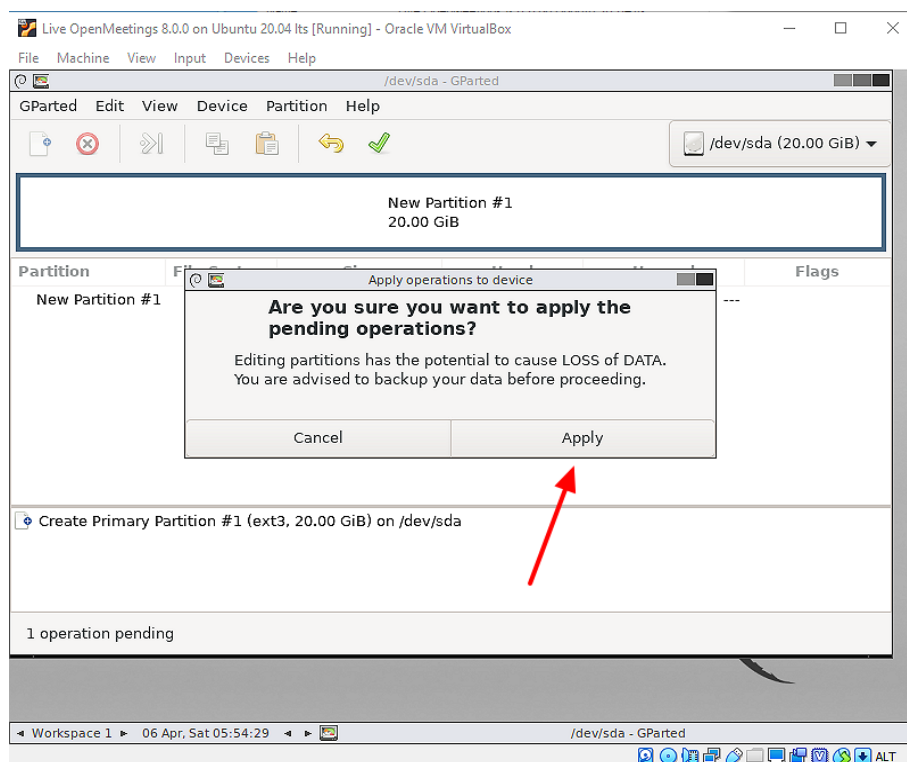 Live OpenMeetings 8.0.0 on Ubuntu 20.04 lts [Running] - Oracle VM VirtualBox
File Machine View Input Devices Help
/dev/sda - GParted
GParted Edit View Device Partition Help
/dev/sda (20.00 GiB)
New Partition #1
20.00 GiB
Partition Flags
New Partition #1 ---
Apply operations to device
Are you sure you want to apply the
pending operations?
Editing partitions has the potential to cause LOSS of DATA.
You are advised to backup your data before proceeding.
Cancel Apply
Create Primary Partition #1 (ext3, 20.00 GiB) on /dev/sda
1 operation pending
Workspace 1 06 Apr, Sat 05:54:29 /dev/sda - GParted
ALT